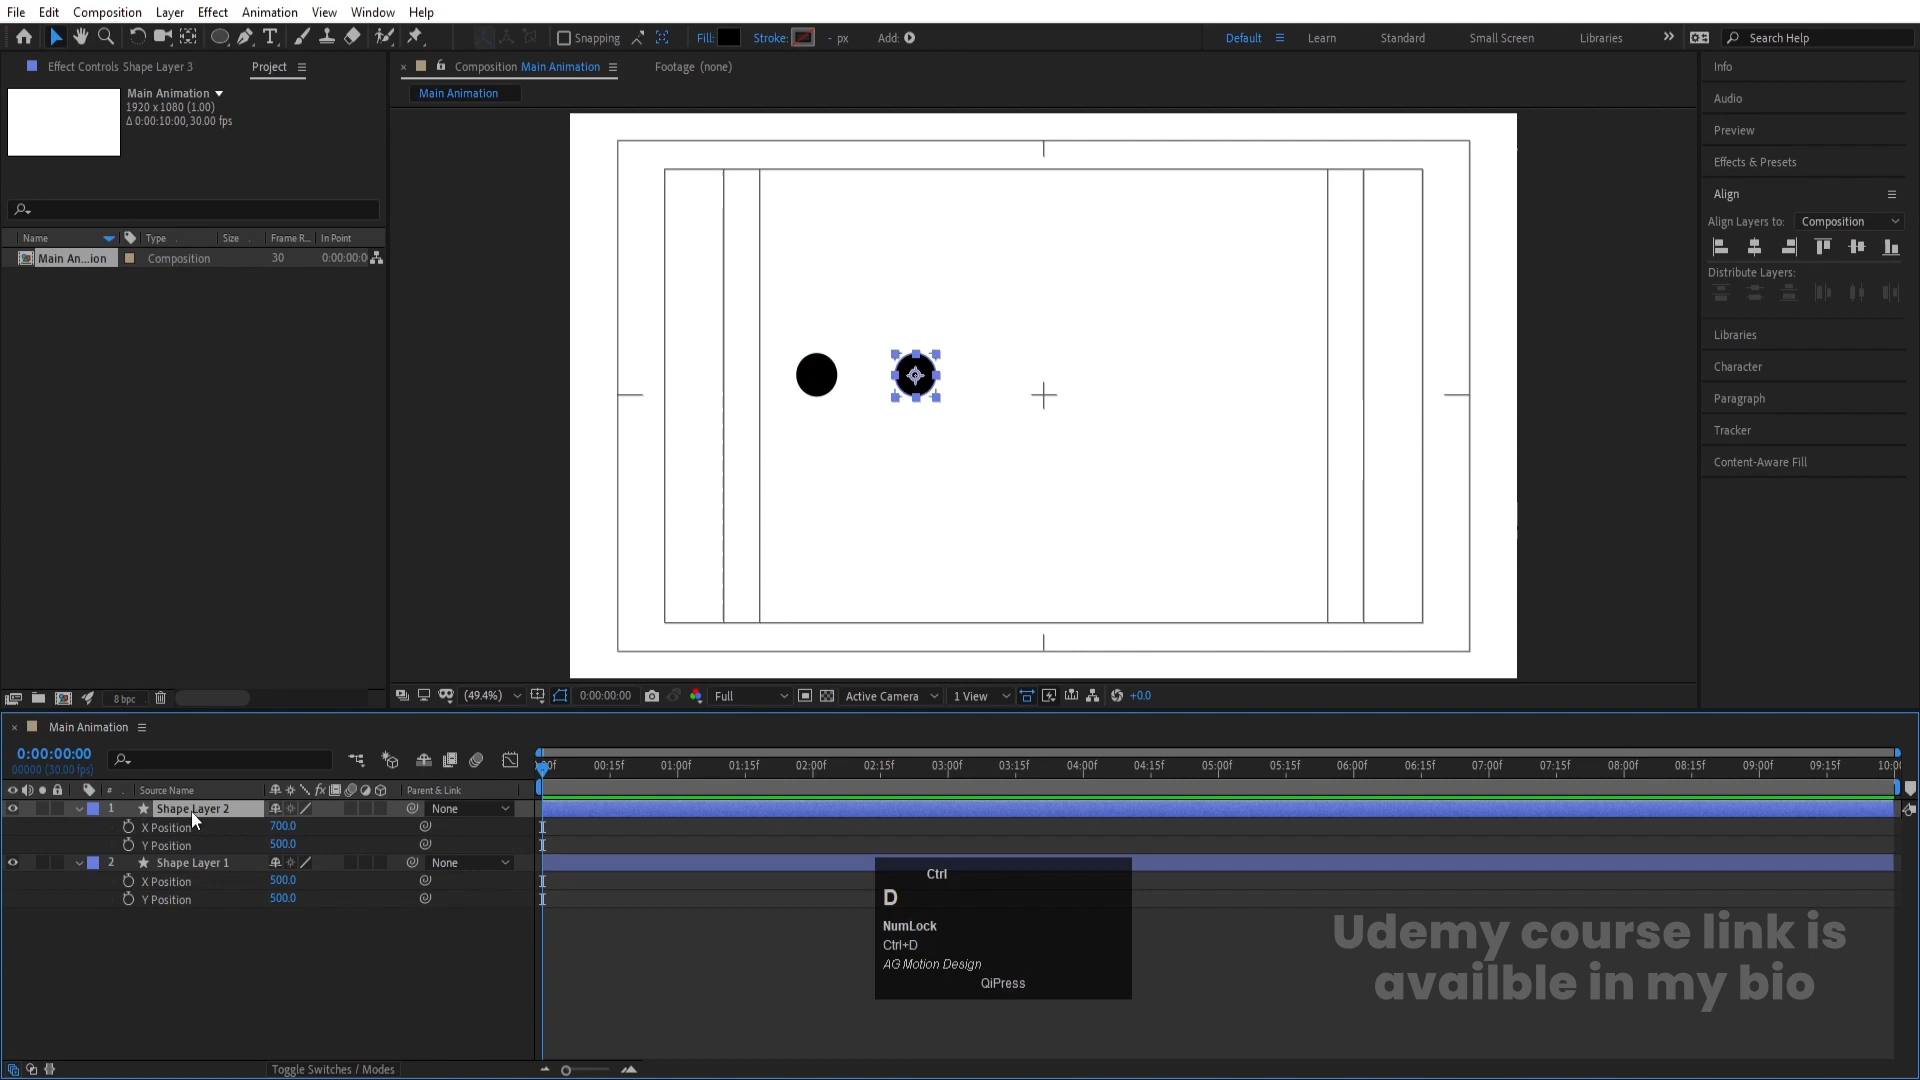 File Edit Composition Layer Effect Animation View Window Help
Snapping Fill: Stroke: - px Add: Default Learn Standard Small Screen Libraries Search Help
Effect Controls Shape Layer 3 Project
Composition Main Animation Footage (none)
Main Animation
Main Animation
1920 x 1080 (1.00)
Δ 0:00:10:00, 30.00 fps
Name Type Size Frame R... In Point
Main An...ion Composition 30 0:00:00:0
Info
Audio
Preview
Effects & Presets
Align
Align Layers to: Composition
Distribute Layers:
Libraries
Character
Paragraph
Tracker
Content-Aware Fill
8 bpc
(49.4%) 0:00:00:00 Full Active Camera 1 View +0.0
Main Animation
0:00:00:00
00000 (30.00 fps)
00:15f 01:00f 01:15f 02:00f 02:15f 03:00f 03:15f 04:00f 04:15f 05:00f 05:15f 06:00f 06:15f 07:00f 07:15f 08:00f 08:15f 09:00f 09:15f 10:00
# Source Name fx Parent & Link
1 Shape Layer 2 None
X Position 700.0
Y Position 500.0
2 Shape Layer 1 None
X Position 500.0
Y Position 500.0
Ctrl
D
NumLock
Ctrl+D
AG Motion Design
QiPress
Udemy course link is
availble in my bio
Toggle Switches / Modes